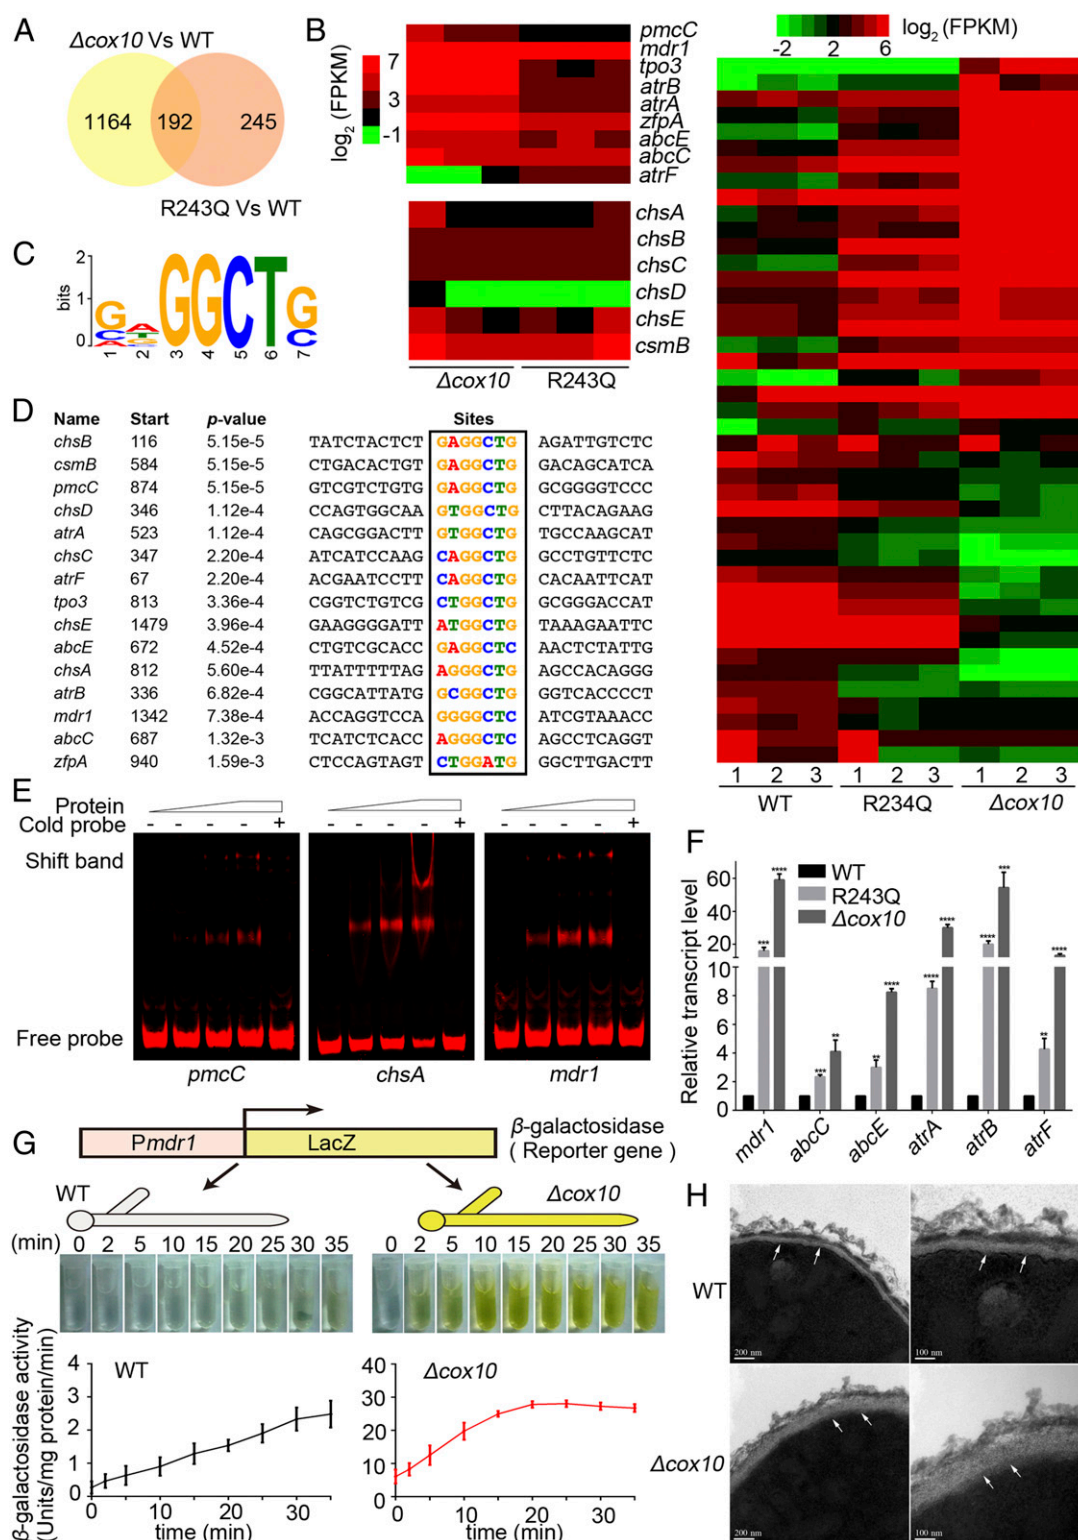 A
Δcox10 Vs WT
1164 192 245
R243Q Vs WT
B
log2 (FPKM)
7
3
-1
pmcC
mdr1
tpo3
atrB
atrA
zfpA
abcE
abcC
atrF
chsA
chsB
chsC
chsD
chsE
csmB
Δcox10 R243Q
log2 (FPKM)
-2 2 6
1 2 3 1 2 3 1 2 3
WT R234Q Δcox10
C
bits
2
1
0
GCA ATGC G G C T GC
1 2 3 4 5 6 7
D
Name Start p-value Sites
chsB 116 5.15e-5 TATCTACTCT GAGGCTG AGATTGTCTC
csmB 584 5.15e-5 CTGACACTGT GAGGCTG GACAGCATCA
pmcC 874 5.15e-5 GTCGTCTGTG GAGGCTG GCGGGGTCCC
chsD 346 1.12e-4 CCAGTGGCAA GTGGCTG CTTACAGAAG
atrA 523 1.12e-4 CAGCGGACTT GTGGCTG TGCCAAGCAT
chsC 347 2.20e-4 ATCATCCAAG CAGGCTG GCCTGTTCTC
atrF 67 2.20e-4 ACGAATCCTT CAGGCTG CACAATTCAT
tpo3 813 3.36e-4 CGGTCTGTCG CTGGCTG GCGGGACCAT
chsE 1479 3.96e-4 GAAGGGGATT ATGGCTG TAAAGAATTC
abcE 672 4.52e-4 CTGTCGCACC GAGGCTC AACTCTATTG
chsA 812 5.60e-4 TTATTTTTAG AGGGCTG AGCCACAGGG
atrB 336 6.82e-4 CGGCATTATG GCGGCTG GGTCACCCCT
mdr1 1342 7.38e-4 ACCAGGTCCA GGGGCTC ATCGTAAACC
abcC 687 1.32e-3 TCATCTCACC AGGGCTC AGCCTCAGGT
zfpA 940 1.59e-3 CTCCAGTAGT CTGGATG GGCTTGACTT
E
Protein
Cold probe - - - - + - - - - + - - - - +
Shift band
Free probe
pmcC chsA mdr1
F
WT
R243Q
Δcox10
Relative transcript level
60
40
20
10
8
6
4
2
0
*** **** *** ** ** **** **** **** **** *** ** ****
mdr1 abcC abcE atrA atrB atrF
G
Pmdr1 LacZ
β-galactosidase
( Reporter gene )
WT Δcox10
(min) 0 2 5 10 15 20 25 30 35 0 2 5 10 15 20 25 30 35
β-galactosidase activity
(Units/mg protein/min)
WT
4
3
2
1
0
0 10 20 30
time (min)
Δcox10
40
30
20
10
0
0 10 20 30
time (min)
H
WT
200 nm 100 nm
Δcox10
200 nm 100 nm